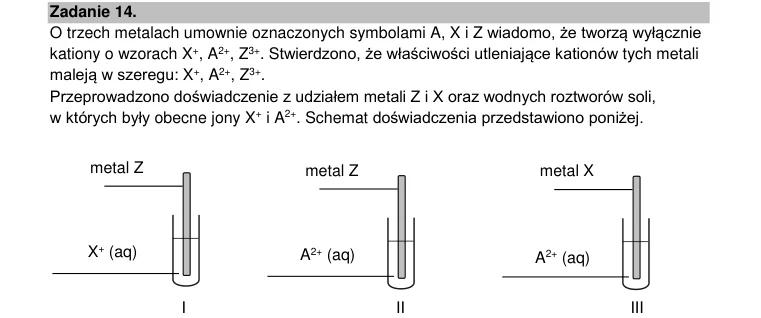 Zadanie 14.
O trzech metalach umownie oznaczonych symbolami A, X i Z wiadomo, że tworzą wyłącznie
kationy o wzorach X⁺, A²⁺, Z³⁺. Stwierdzono, że właściwości utleniające kationów tych metali
maleją w szeregu: X⁺, A²⁺, Z³⁺.
Przeprowadzono doświadczenie z udziałem metali Z i X oraz wodnych roztworów soli,
w których były obecne jony X⁺ i A²⁺. Schemat doświadczenia przedstawiono poniżej.
metal Z
metal Z
metal X
X⁺ (aq)
A²⁺ (aq)
A²⁺ (aq)
I
II
III